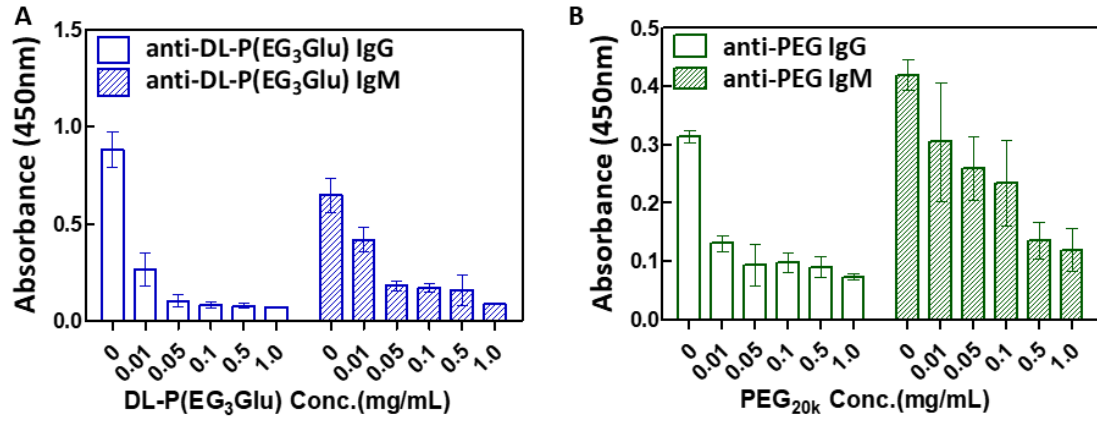 A
Absorbance (450nm)
1.5
1.0
0.5
0.0
anti-DL-P(EG₃Glu) IgG
anti-DL-P(EG₃Glu) IgM
0 0.01 0.05 0.1 0.5 1.0 0 0.01 0.05 0.1 0.5 1.0
DL-P(EG₃Glu) Conc.(mg/mL)
B
Absorbance (450nm)
0.5
0.4
0.3
0.2
0.1
0.0
anti-PEG IgG
anti-PEG IgM
0 0.01 0.05 0.1 0.5 1.0 0 0.01 0.05 0.1 0.5 1.0
PEG₂₀ₖ Conc.(mg/mL)